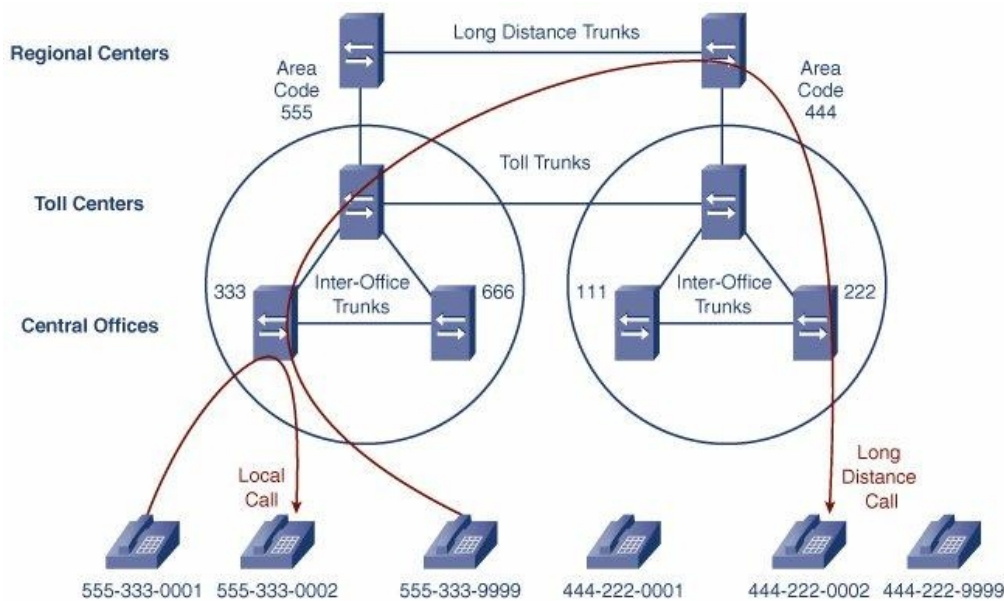 Long Distance Trunks
Regional Centers
Area
Code
555
Area
Code
444
Toll Trunks
Toll Centers
333
Inter-Office
Trunks
666
111
Inter-Office
Trunks
222
Central Offices
Local
Call
Long
Distance
Call
555-333-0001
555-333-0002
555-333-9999
444-222-0001
444-222-0002
444-222-9999